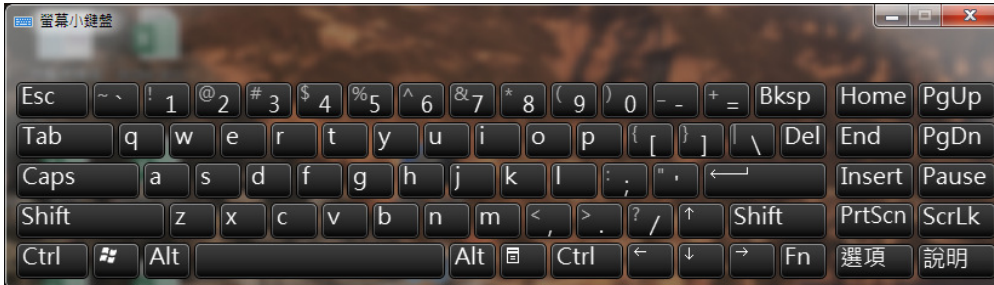 螢幕小鍵盤
Esc ~ ` ! 1 @ 2 # 3 $ 4 % 5 ^ 6 & 7 * 8 ( 9 ) 0 _ - + = Bksp Home PgUp
Tab q w e r t y u i o p { [ } ] | \ Del End PgDn
Caps a s d f g h j k l : ; " ' Insert Pause
Shift z x c v b n m < , > . ? / ↑ Shift PrtScn ScrLk
Ctrl Alt Alt Ctrl ← ↓ → Fn 選項 說明